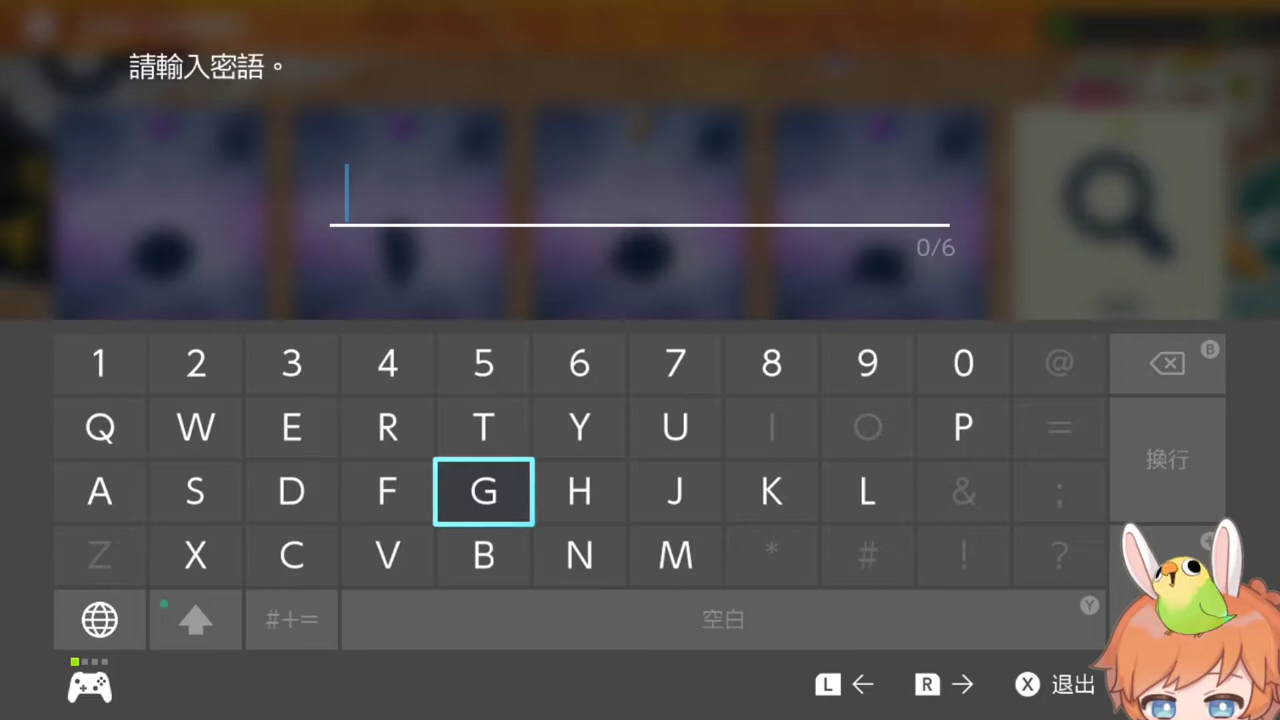 請輸入密語。
0/6
1 2 3 4 5 6 7 8 9 0 @ B
Q W E R T Y U I O P =
A S D F G H J K L & ; 換行
Z X C V B N M * # ! ? +
#+= 空白 Y
L ← R → X 退出